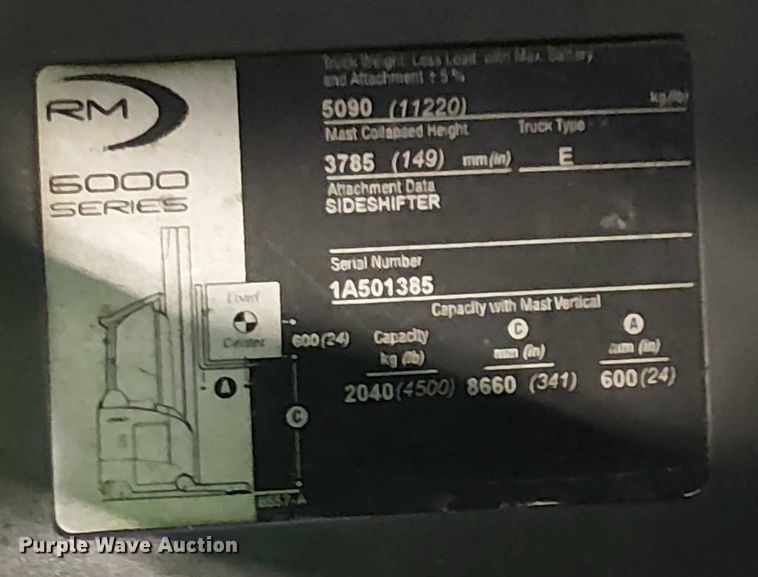 RM
6000
SERIES
Truck Weight Less Load with Max. Battery
and Attachment ± 5 %
5090 (11220) kg/(lb)
Mast Collapsed Height Truck Type
3785 (149) mm(in) E
Attachment Data
SIDESHIFTER
Serial Number
1A501385
Capacity with Mast Vertical
Load
Center
600(24)
A
C
Capacity C A
kg (lb) mm (in) mm (in)
2040(4500) 8660 (341) 600(24)
6557-A
Purple Wave Auction